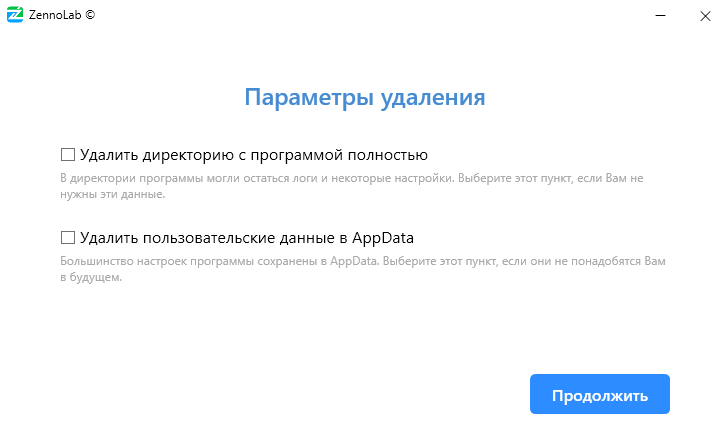 ZennoLab ©
Параметры удаления
Удалить директорию с программой полностью
В директории программы могли остаться логи и некоторые настройки. Выберите этот пункт, если Вам не
нужны эти данные.
Удалить пользовательские данные в AppData
Большинство настроек программы сохранены в AppData. Выберите этот пункт, если они не понадобятся Вам
в будущем.
Продолжить